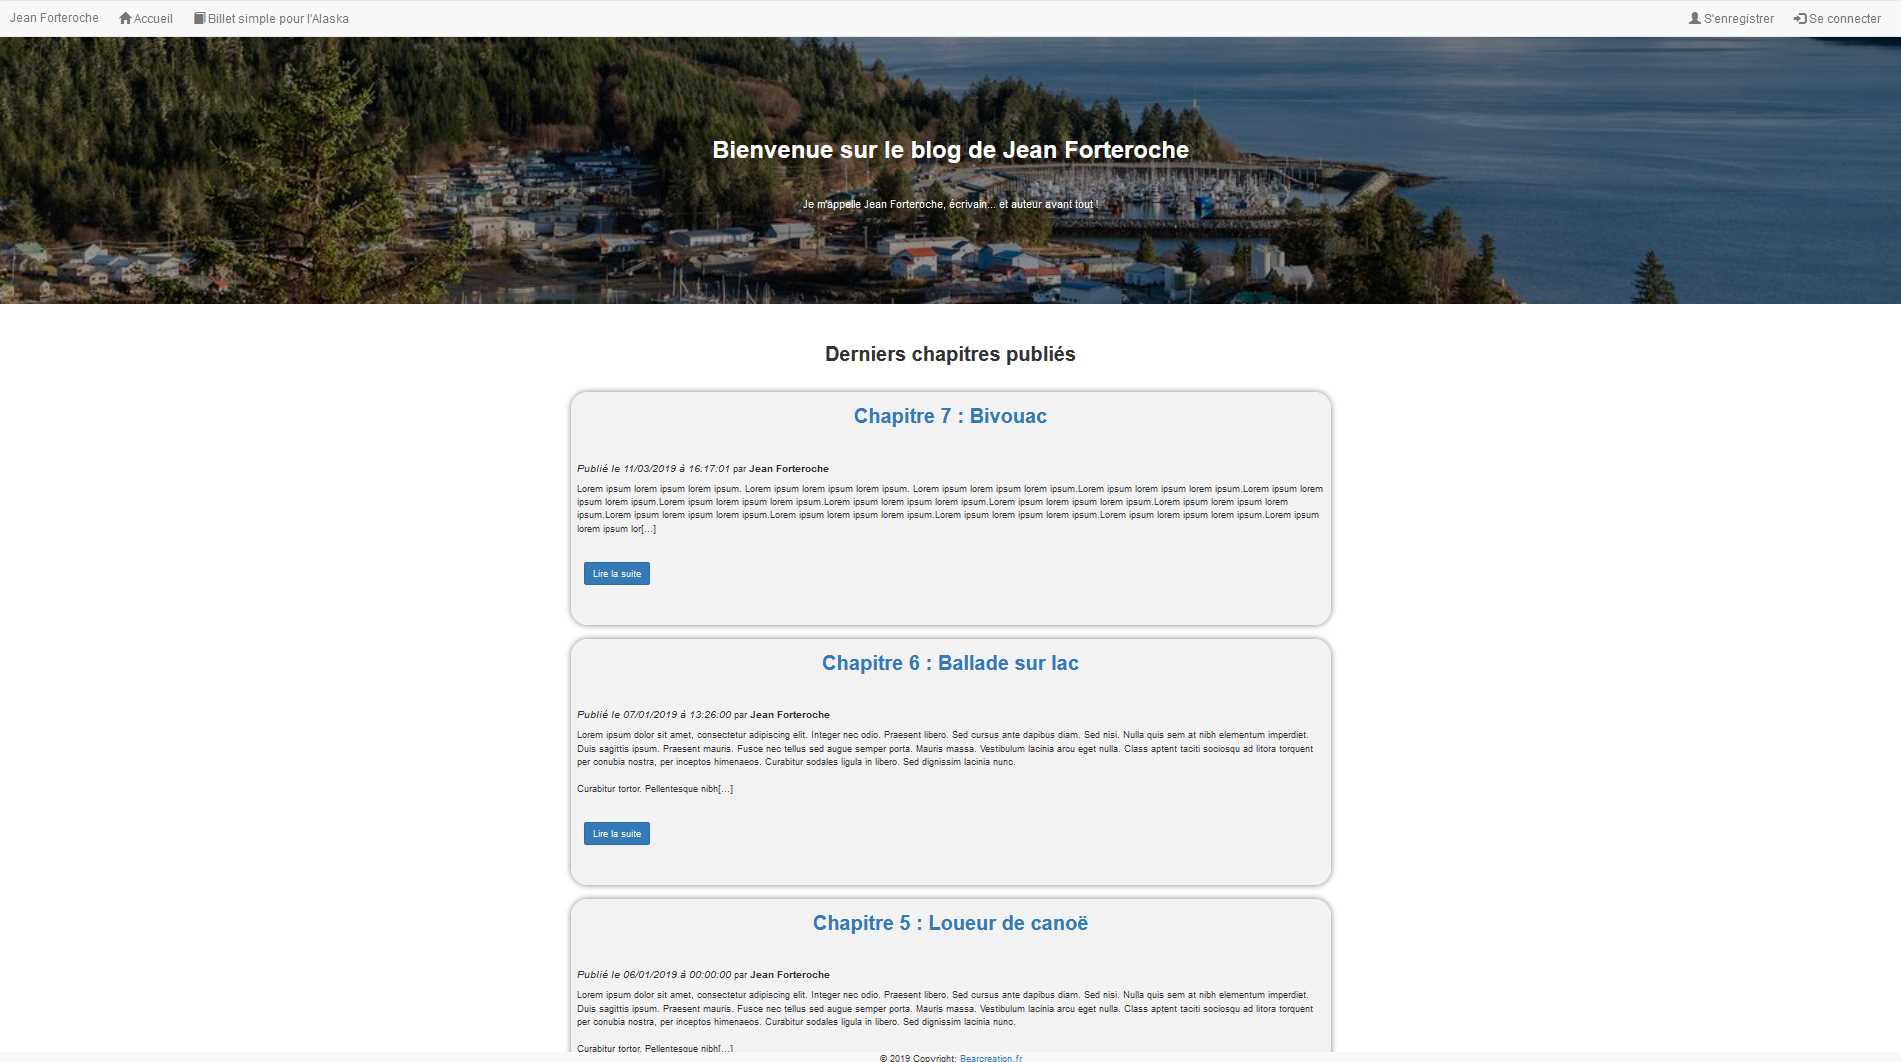 Jean Forteroche Accueil Billet simple pour l'Alaska S'enregistrer Se connecter
Bienvenue sur le blog de Jean Forteroche
Je m'appelle Jean Forteroche, écrivain... et auteur avant tout !
Derniers chapitres publiés
Chapitre 7 : Bivouac
Publié le 11/03/2019 à 16:17:01 par Jean Forteroche
Lorem ipsum lorem ipsum lorem ipsum. Lorem ipsum lorem ipsum lorem ipsum. Lorem ipsum lorem ipsum lorem ipsum.Lorem ipsum lorem ipsum lorem ipsum.Lorem ipsum lorem
ipsum lorem ipsum.Lorem ipsum lorem ipsum lorem ipsum.Lorem ipsum lorem ipsum lorem ipsum.Lorem ipsum lorem ipsum lorem ipsum.Lorem ipsum lorem ipsum lorem
ipsum.Lorem ipsum lorem ipsum lorem ipsum.Lorem ipsum lorem ipsum lorem ipsum.Lorem ipsum lorem ipsum lorem ipsum.Lorem ipsum lorem ipsum lorem ipsum.Lorem ipsum
lorem ipsum lor[...]
Lire la suite
Chapitre 6 : Ballade sur lac
Publié le 07/01/2019 à 13:26:00 par Jean Forteroche
Lorem ipsum dolor sit amet, consectetur adipiscing elit. Integer nec odio. Praesent libero. Sed cursus ante dapibus diam. Sed nisi. Nulla quis sem at nibh elementum imperdiet.
Duis sagittis ipsum. Praesent mauris. Fusce nec tellus sed augue semper porta. Mauris massa. Vestibulum lacinia arcu eget nulla. Class aptent taciti sociosqu ad litora torquent
per conubia nostra, per inceptos himenaeos. Curabitur sodales ligula in libero. Sed dignissim lacinia nunc.
Curabitur tortor. Pellentesque nibh[...]
Lire la suite
Chapitre 5 : Loueur de canoë
Publié le 06/01/2019 à 00:00:00 par Jean Forteroche
Lorem ipsum dolor sit amet, consectetur adipiscing elit. Integer nec odio. Praesent libero. Sed cursus ante dapibus diam. Sed nisi. Nulla quis sem at nibh elementum imperdiet.
Duis sagittis ipsum. Praesent mauris. Fusce nec tellus sed augue semper porta. Mauris massa. Vestibulum lacinia arcu eget nulla. Class aptent taciti sociosqu ad litora torquent
per conubia nostra, per inceptos himenaeos. Curabitur sodales ligula in libero. Sed dignissim lacinia nunc.
Curabitur tortor. Pellentesque nibh[...]
© 2019 Copyright: Bearcreation.fr